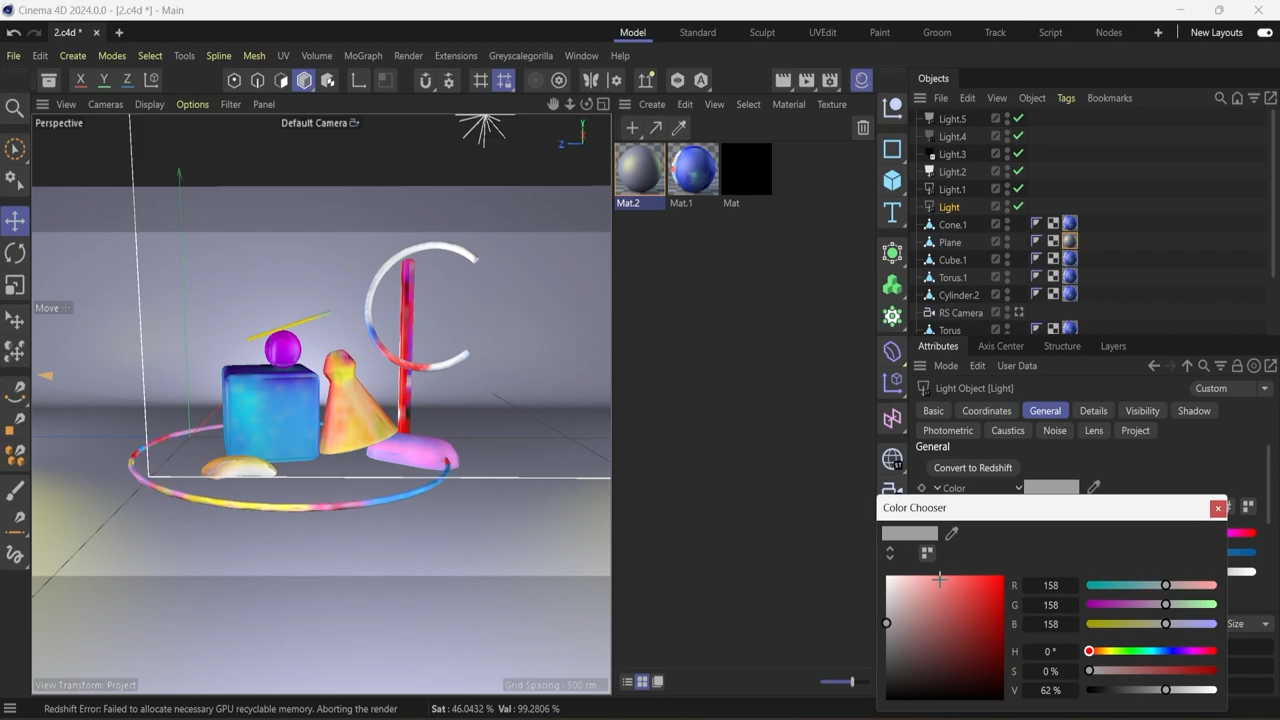 Cinema 4D 2024.0.0 - [2.c4d *] - Main
2.c4d *
Model Standard Sculpt UVEdit Paint Groom Track Script Nodes New Layouts
File Edit Create Modes Select Tools Spline Mesh UV Volume MoGraph Render Extensions Greyscalegorilla Window Help
X Y Z
Objects
View Cameras Display Options Filter Panel
Create Edit View Select Material Texture
File Edit View Object Tags Bookmarks
Perspective
Default Camera
Y
Z
Mat.2 Mat.1 Mat
Light.5
Light.4
Light.3
Light.2
Light.1
Light
Cone.1
Plane
Cube.1
Torus.1
Cylinder.2
RS Camera
Torus
Move
Attributes Axis Center Structure Layers
Mode Edit User Data
Light Object [Light]
Custom
Basic Coordinates General Details Visibility Shadow
Photometric Caustics Noise Lens Project
General
Convert to Redshift
Color
Color Chooser
R 158
G 158
B 158
H 0 °
S 0 %
V 62 %
Size
View Transform: Project
Grid Spacing : 500 cm
Redshift Error: Failed to allocate necessary GPU recyclable memory. Aborting the render
Sat : 46.0432 % Val : 99.2806 %